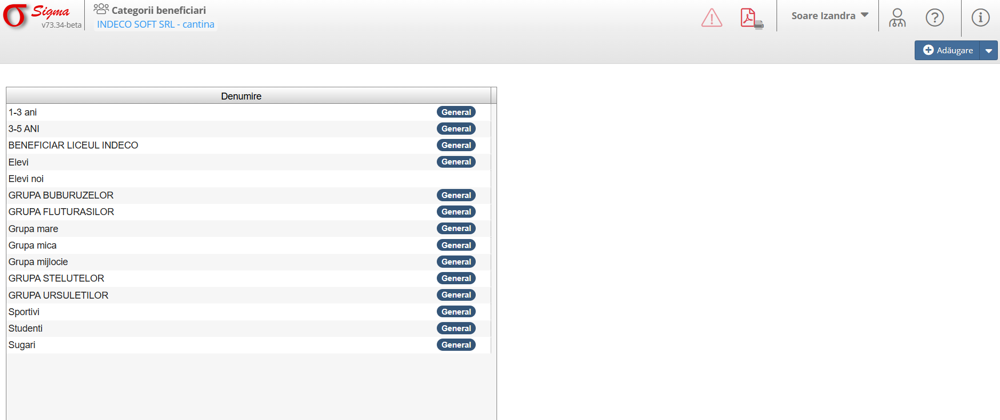 σ Sigma
v73.34-beta
Categorii beneficiari
INDECO SOFT SRL - cantina
Soare Izandra
Adăugare
Denumire
1-3 ani General
3-5 ANI General
BENEFICIAR LICEUL INDECO General
Elevi General
Elevi noi
GRUPA BUBURUZELOR General
GRUPA FLUTURASILOR General
Grupa mare General
Grupa mica General
Grupa mijlocie General
GRUPA STELUTELOR General
GRUPA URSULETILOR General
Sportivi General
Studenti General
Sugari General